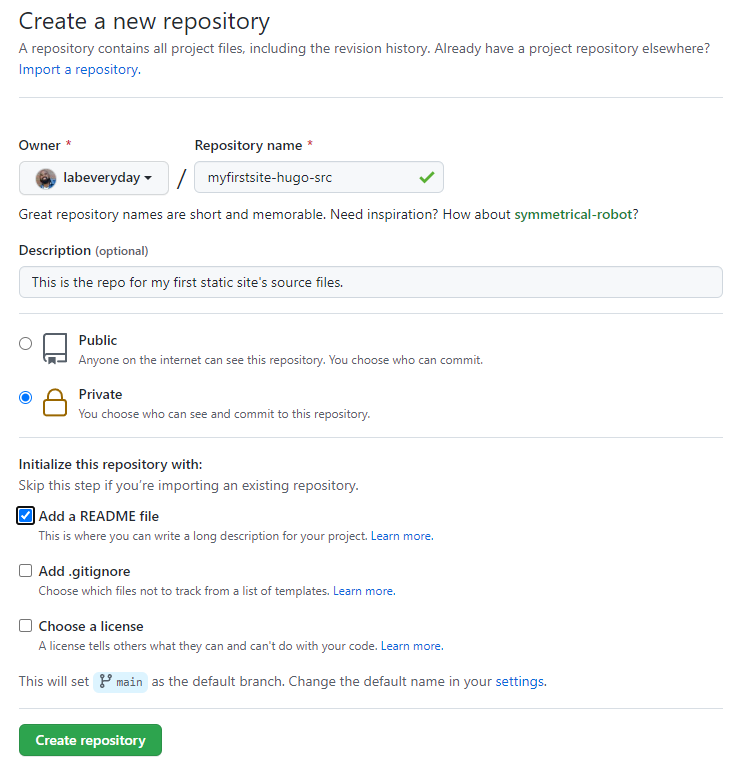 Create a new repository
A repository contains all project files, including the revision history. Already have a project repository elsewhere?
Import a repository.
Owner *
Repository name *
labeveryday
/
myfirstsite-hugo-src
Great repository names are short and memorable. Need inspiration? How about symmetrical-robot?
Description (optional)
This is the repo for my first static site's source files.
Public
Anyone on the internet can see this repository. You choose who can commit.
Private
You choose who can see and commit to this repository.
Initialize this repository with:
Skip this step if you're importing an existing repository.
Add a README file
This is where you can write a long description for your project. Learn more.
Add .gitignore
Choose which files not to track from a list of templates. Learn more.
Choose a license
A license tells others what they can and can't do with your code. Learn more.
This will set main as the default branch. Change the default name in your settings.
Create repository